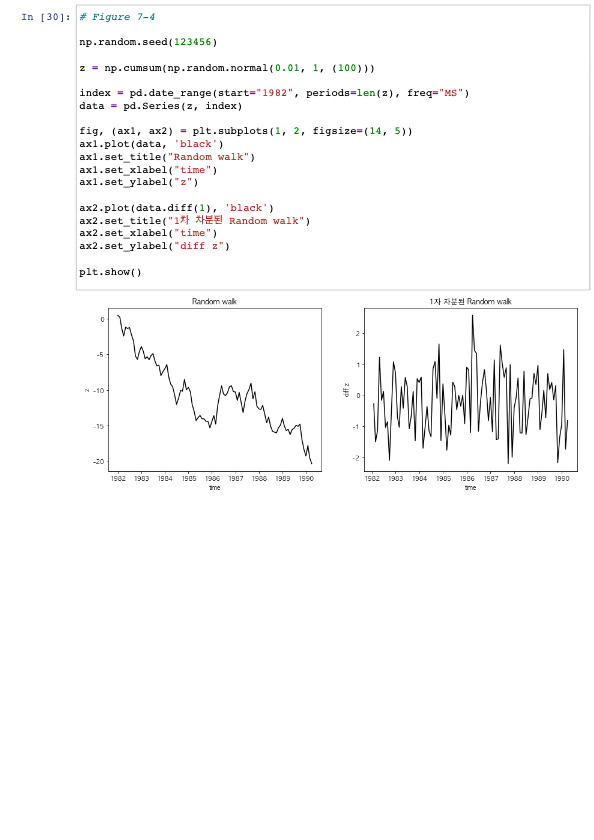 In [30]: # Figure 7-4
np.random.seed(123456)
z = np.cumsum(np.random.normal(0.01, 1, (100)))
index = pd.date_range(start="1982", periods=len(z), freq="MS")
data = pd.Series(z, index)
fig, (ax1, ax2) = plt.subplots(1, 2, figsize=(14, 5))
ax1.plot(data, 'black')
ax1.set_title("Random walk")
ax1.set_xlabel("time")
ax1.set_ylabel("z")
ax2.plot(data.diff(1), 'black')
ax2.set_title("1차 차분된 Random walk")
ax2.set_xlabel("time")
ax2.set_ylabel("diff z")
plt.show()
Random walk
0
-5
-10
-15
-20
z
1982 1983 1984 1985 1986 1987 1988 1989 1990
time
1차 차분된 Random walk
2
1
0
-1
-2
diff z
1982 1983 1984 1985 1986 1987 1988 1989 1990
time